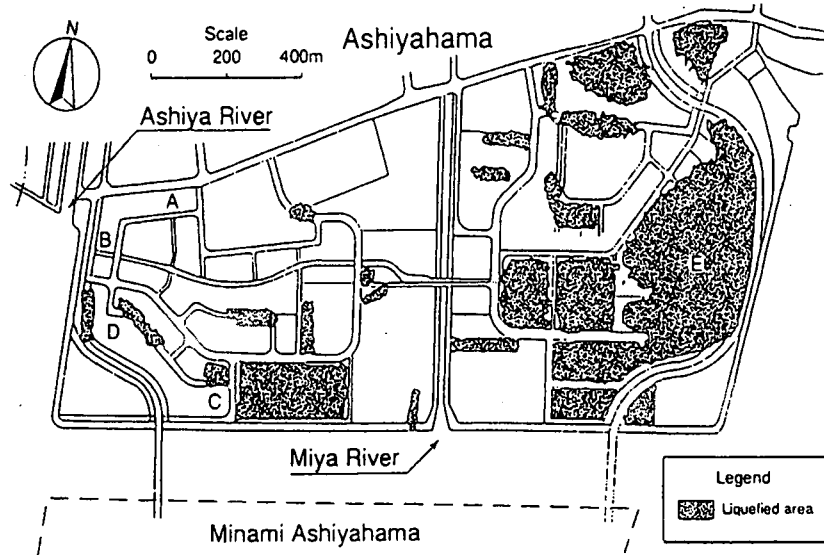 N
Scale
0 200 400m
Ashiyahama
Ashiya River
A
B
E
D
C
Miya River
Legend
Liquefied area
Minami Ashiyahama